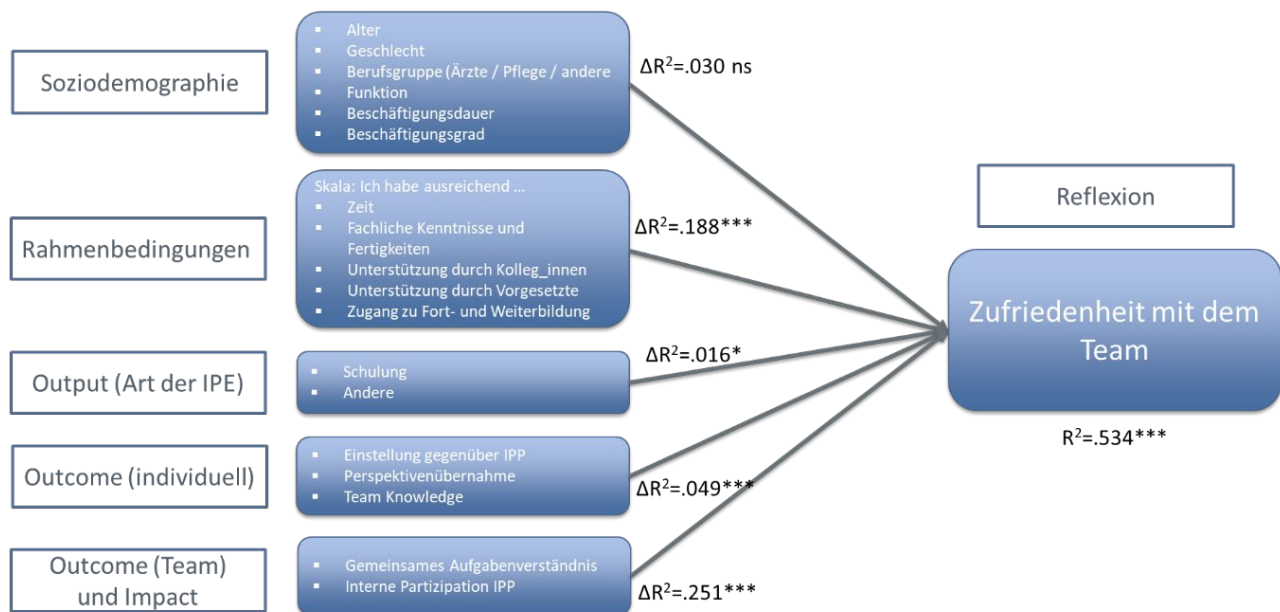 Soziodemographie
▪ Alter
▪ Geschlecht
▪ Berufsgruppe (Ärzte / Pflege / andere
▪ Funktion
▪ Beschäftigungsdauer
▪ Beschäftigungsgrad
ΔR²=.030 ns
Rahmenbedingungen
Skala: Ich habe ausreichend ...
▪ Zeit
▪ Fachliche Kenntnisse und
Fertigkeiten
▪ Unterstützung durch Kolleg_innen
▪ Unterstützung durch Vorgesetzte
▪ Zugang zu Fort- und Weiterbildung
ΔR²=.188***
Output (Art der IPE)
▪ Schulung
▪ Andere
ΔR²=.016*
Outcome (individuell)
▪ Einstellung gegenüber IPP
▪ Perspektivenübernahme
▪ Team Knowledge
ΔR²=.049***
Outcome (Team)
und Impact
▪ Gemeinsames Aufgabenverständnis
▪ Interne Partizipation IPP
ΔR²=.251***
Reflexion
Zufriedenheit mit dem
Team
R²=.534***